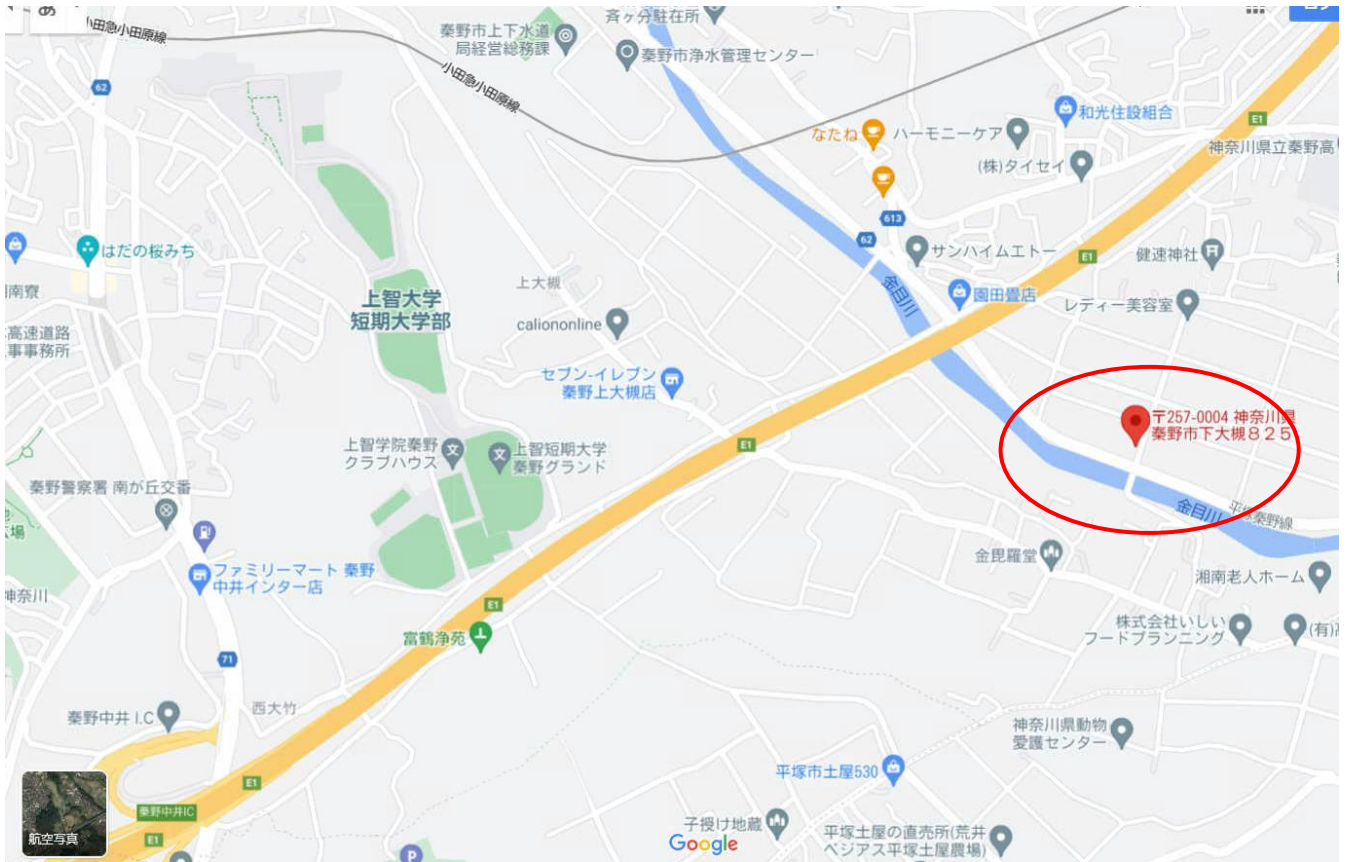 あ
小田急小田原線
62
斉ヶ分駐在所
秦野市上下水道
局経営総務課
秦野市浄水管理センター
小田急小田原線
E1
和光住設組合
なたね
ハーモニーケア
(株)タイセイ
神奈川県立秦野高
はだの桜みち
613
62
サンハイムエトー
E1
健速神社
南寮
上智大学
短期大学部
上大槻
金目川
園田畳店
レディー美容室
高速道路
事事務所
caliononline
セブン-イレブン
秦野上大槻店
〒257-0004 神奈川県
秦野市下大槻825
上智学院秦野
クラブハウス
上智短期大学
秦野グランド
E1
秦野警察署 南が丘交番
広場
金目川
平塚秦野線
金毘羅堂
ファミリーマート 秦野
中井インター店
湘南老人ホーム
神奈川
E1
富鶴浄苑
株式会社いしい
フードプランニング
(有)
71
西大竹
秦野中井 I.C
神奈川県動物
愛護センター
平塚市土屋530
E1
秦野中井IC
航空写真
E1
子授け地蔵
Google
平塚土屋の直売所(荒井
ベジアス平塚土屋農場)
P